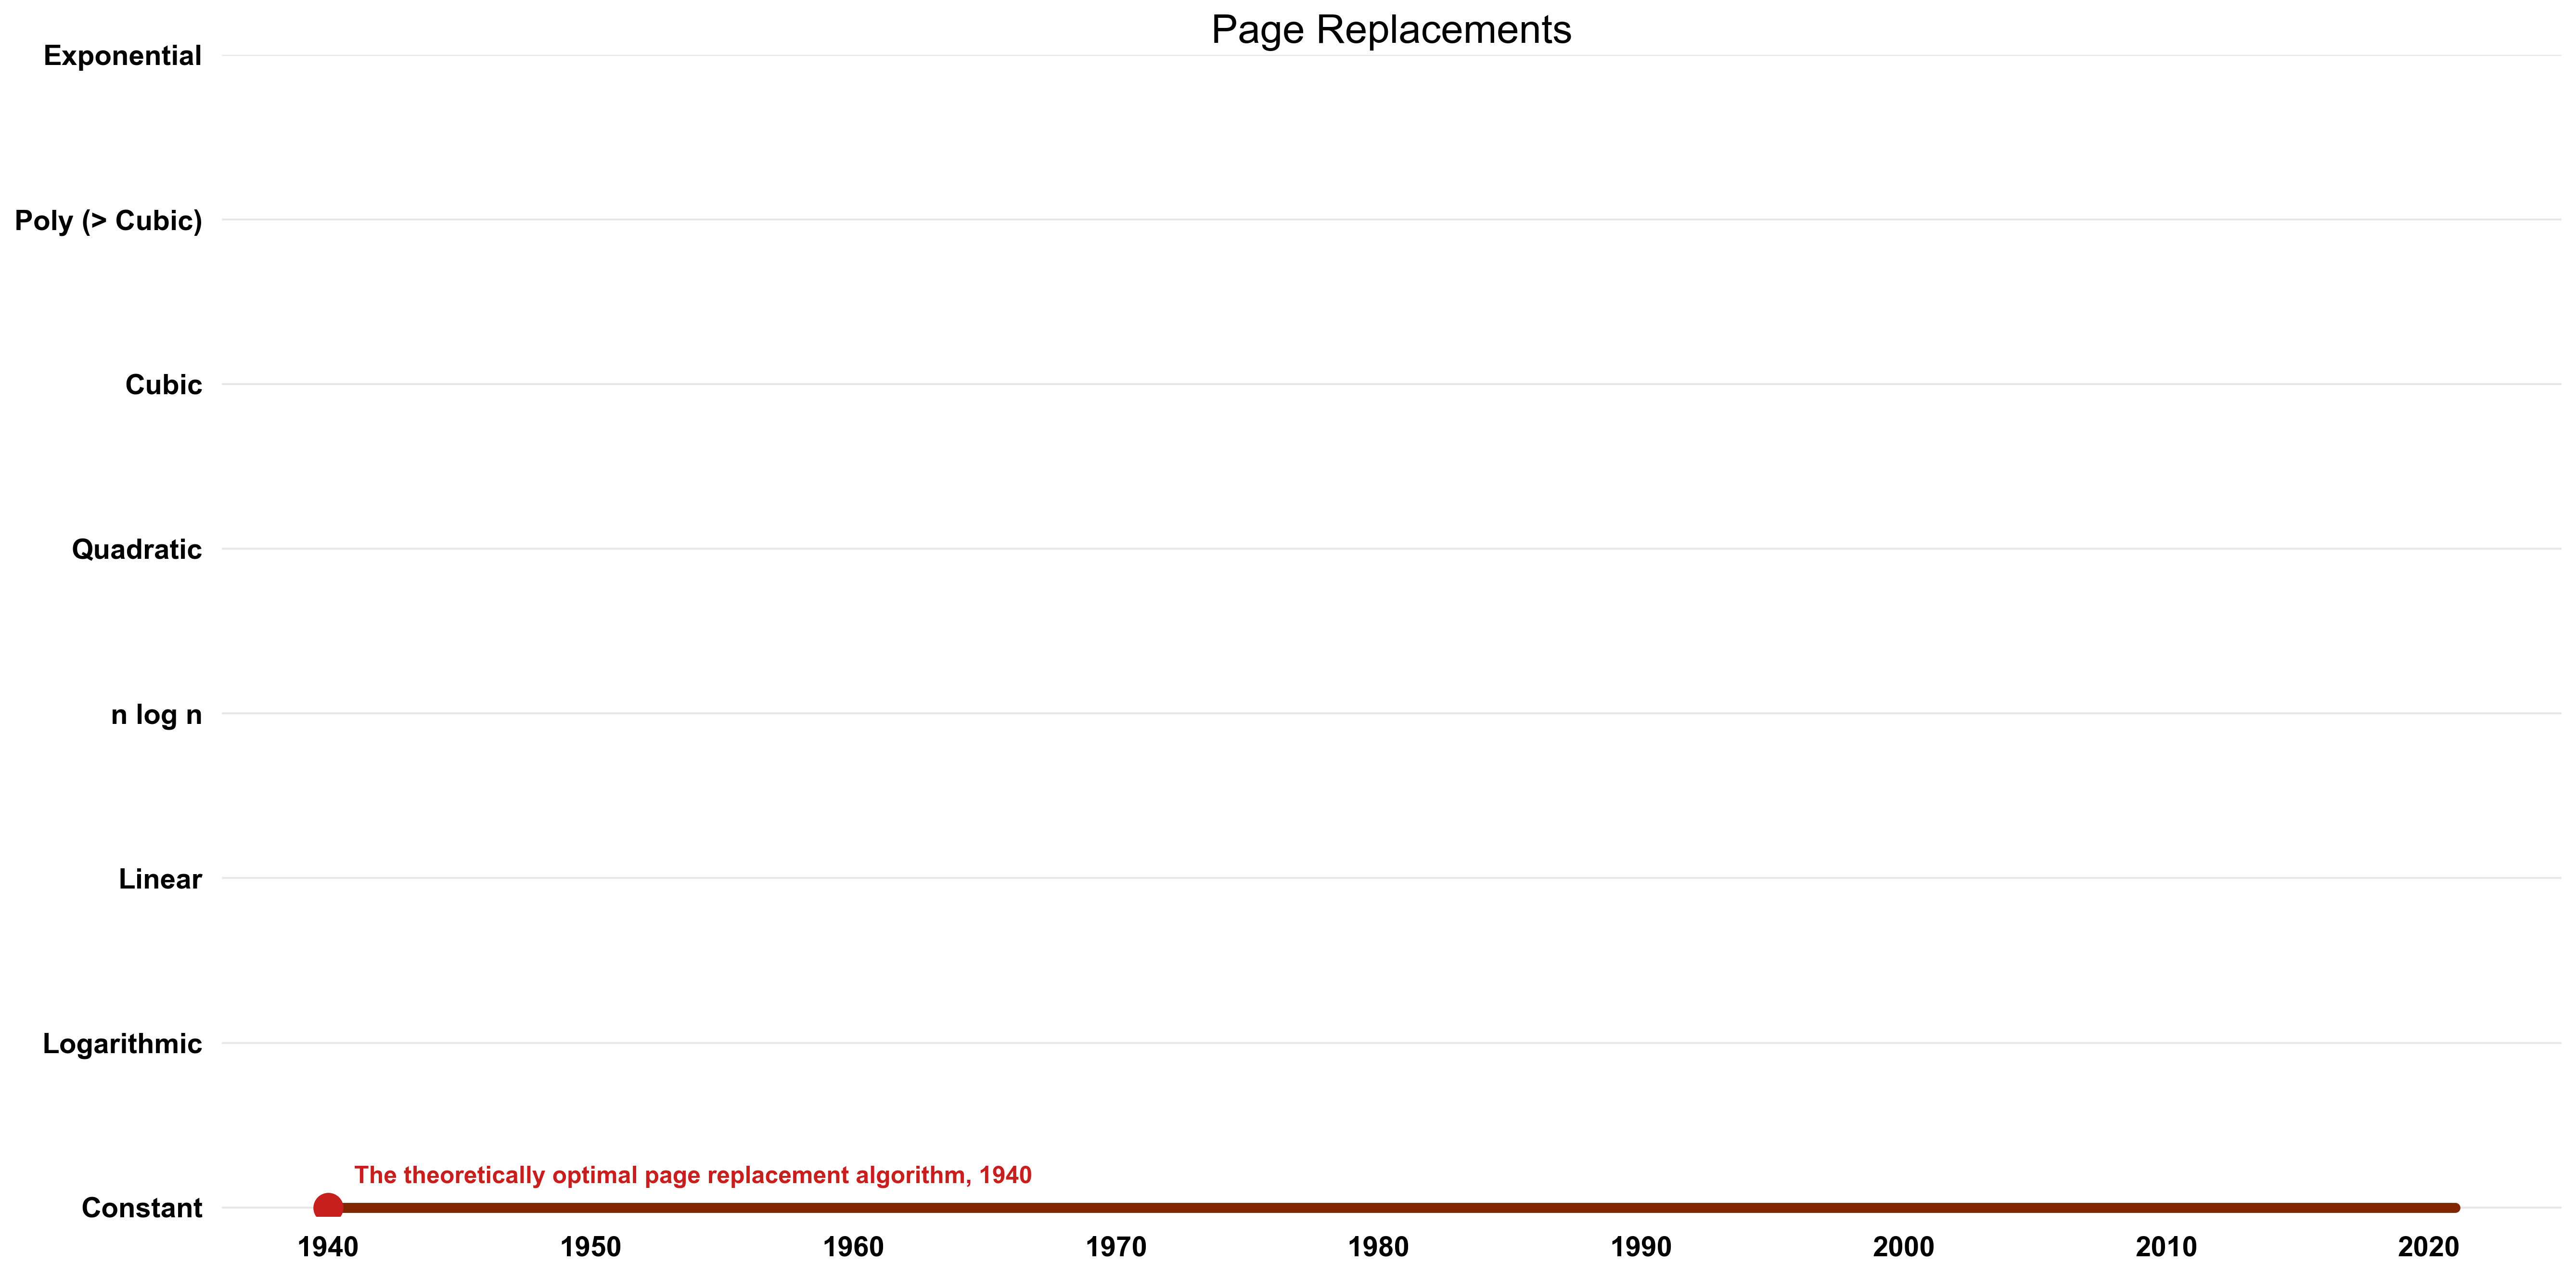 Page Replacements
Exponential
Poly (> Cubic)
Cubic
Quadratic
n log n
Linear
Logarithmic
The theoretically optimal page replacement algorithm, 1940
Constant
1940 1950 1960 1970 1980 1990 2000 2010 2020